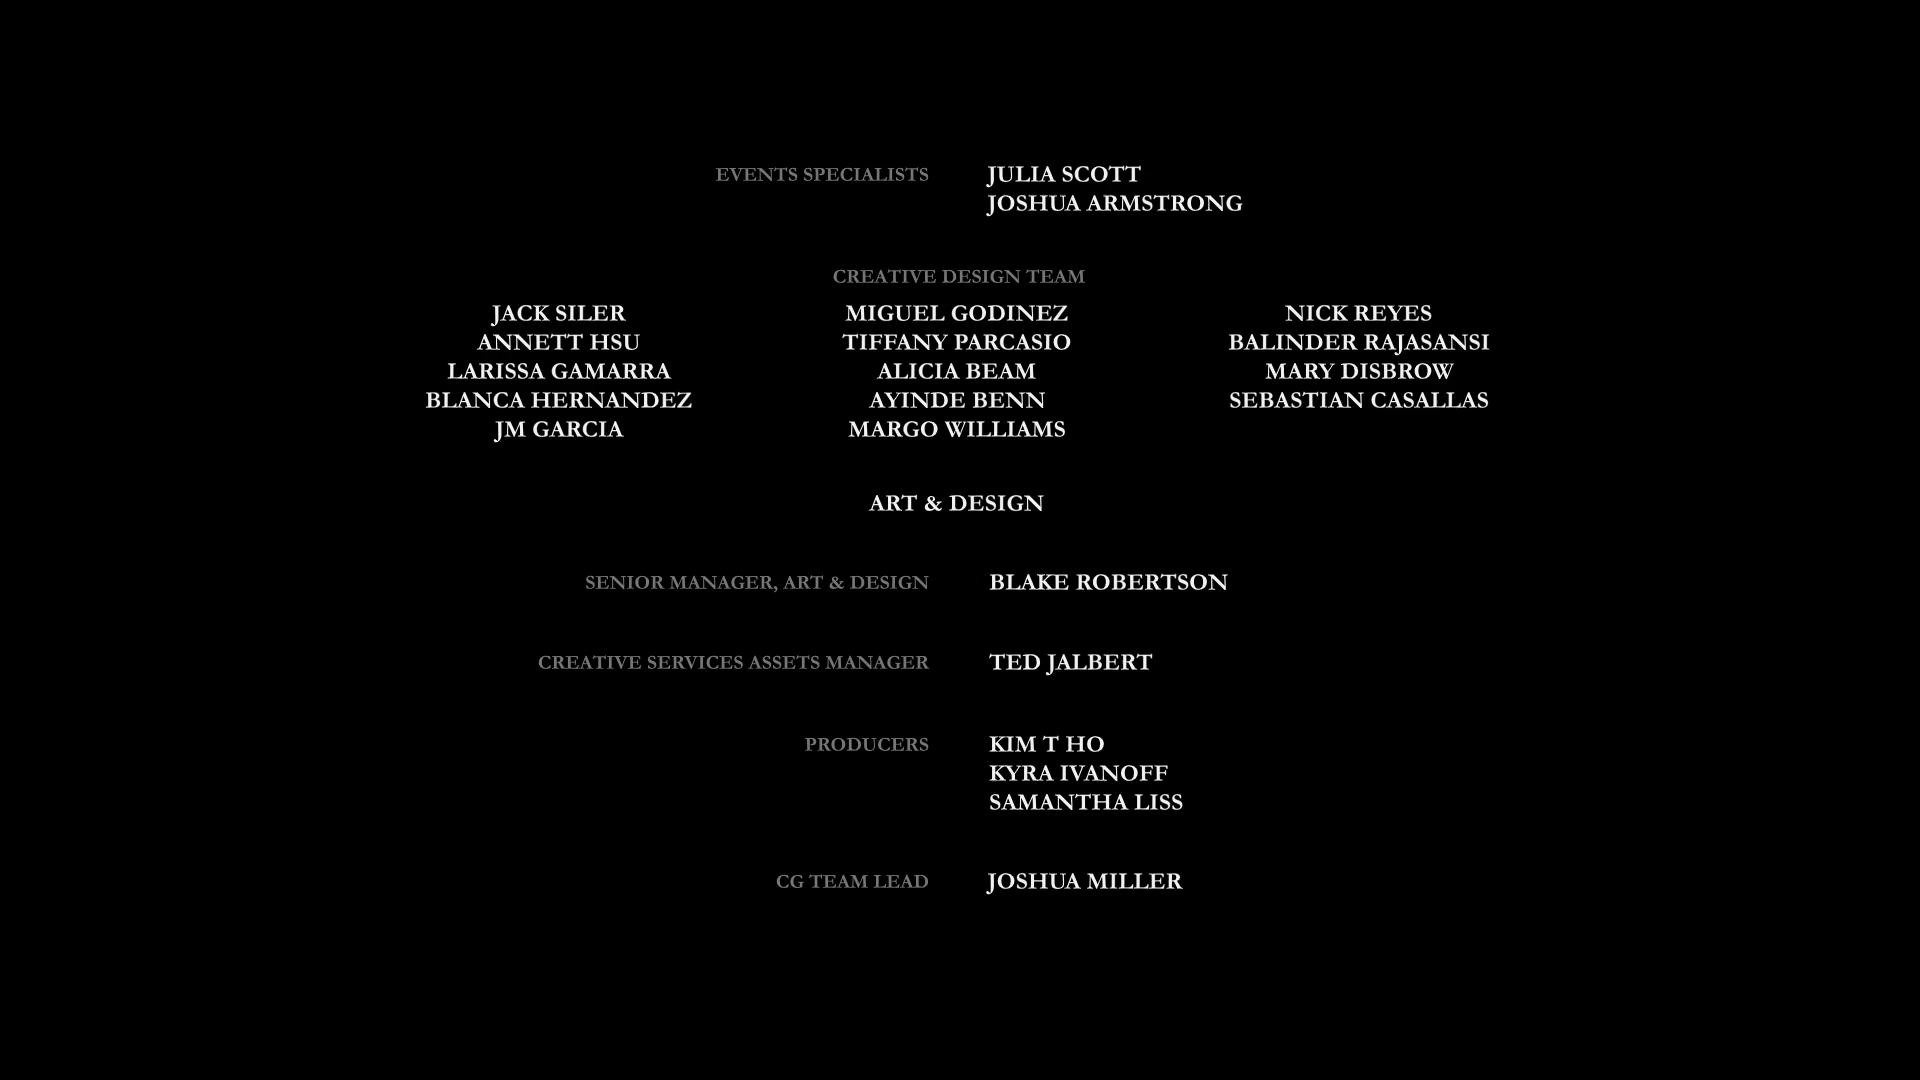 EVENTS SPECIALISTS JULIA SCOTT
JOSHUA ARMSTRONG
CREATIVE DESIGN TEAM
JACK SILER MIGUEL GODINEZ NICK REYES
ANNETT HSU TIFFANY PARCASIO BALINDER RAJASANSI
LARISSA GAMARRA ALICIA BEAM MARY DISBROW
BLANCA HERNANDEZ AYINDE BENN SEBASTIAN CASALLAS
JM GARCIA MARGO WILLIAMS
ART & DESIGN
SENIOR MANAGER, ART & DESIGN BLAKE ROBERTSON
CREATIVE SERVICES ASSETS MANAGER TED JALBERT
PRODUCERS KIM T HO
KYRA IVANOFF
SAMANTHA LISS
CG TEAM LEAD JOSHUA MILLER